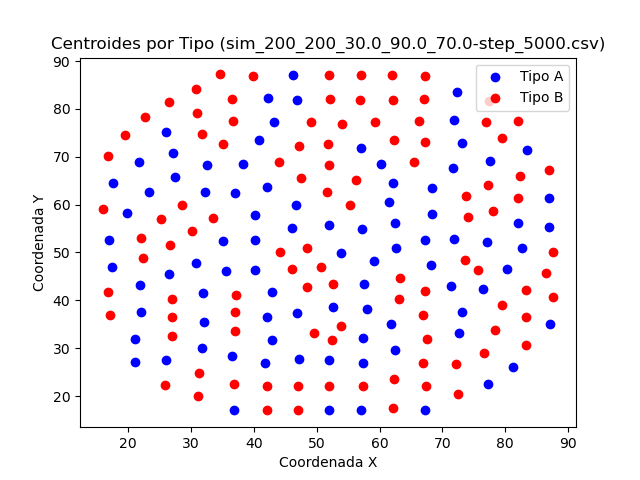 Centroides por Tipo (sim_200_200_30.0_90.0_70.0-step_5000.csv)
Tipo A
Tipo B
Coordenada Y
90
80
70
60
50
40
30
20
20 30 40 50 60 70 80 90
Coordenada X